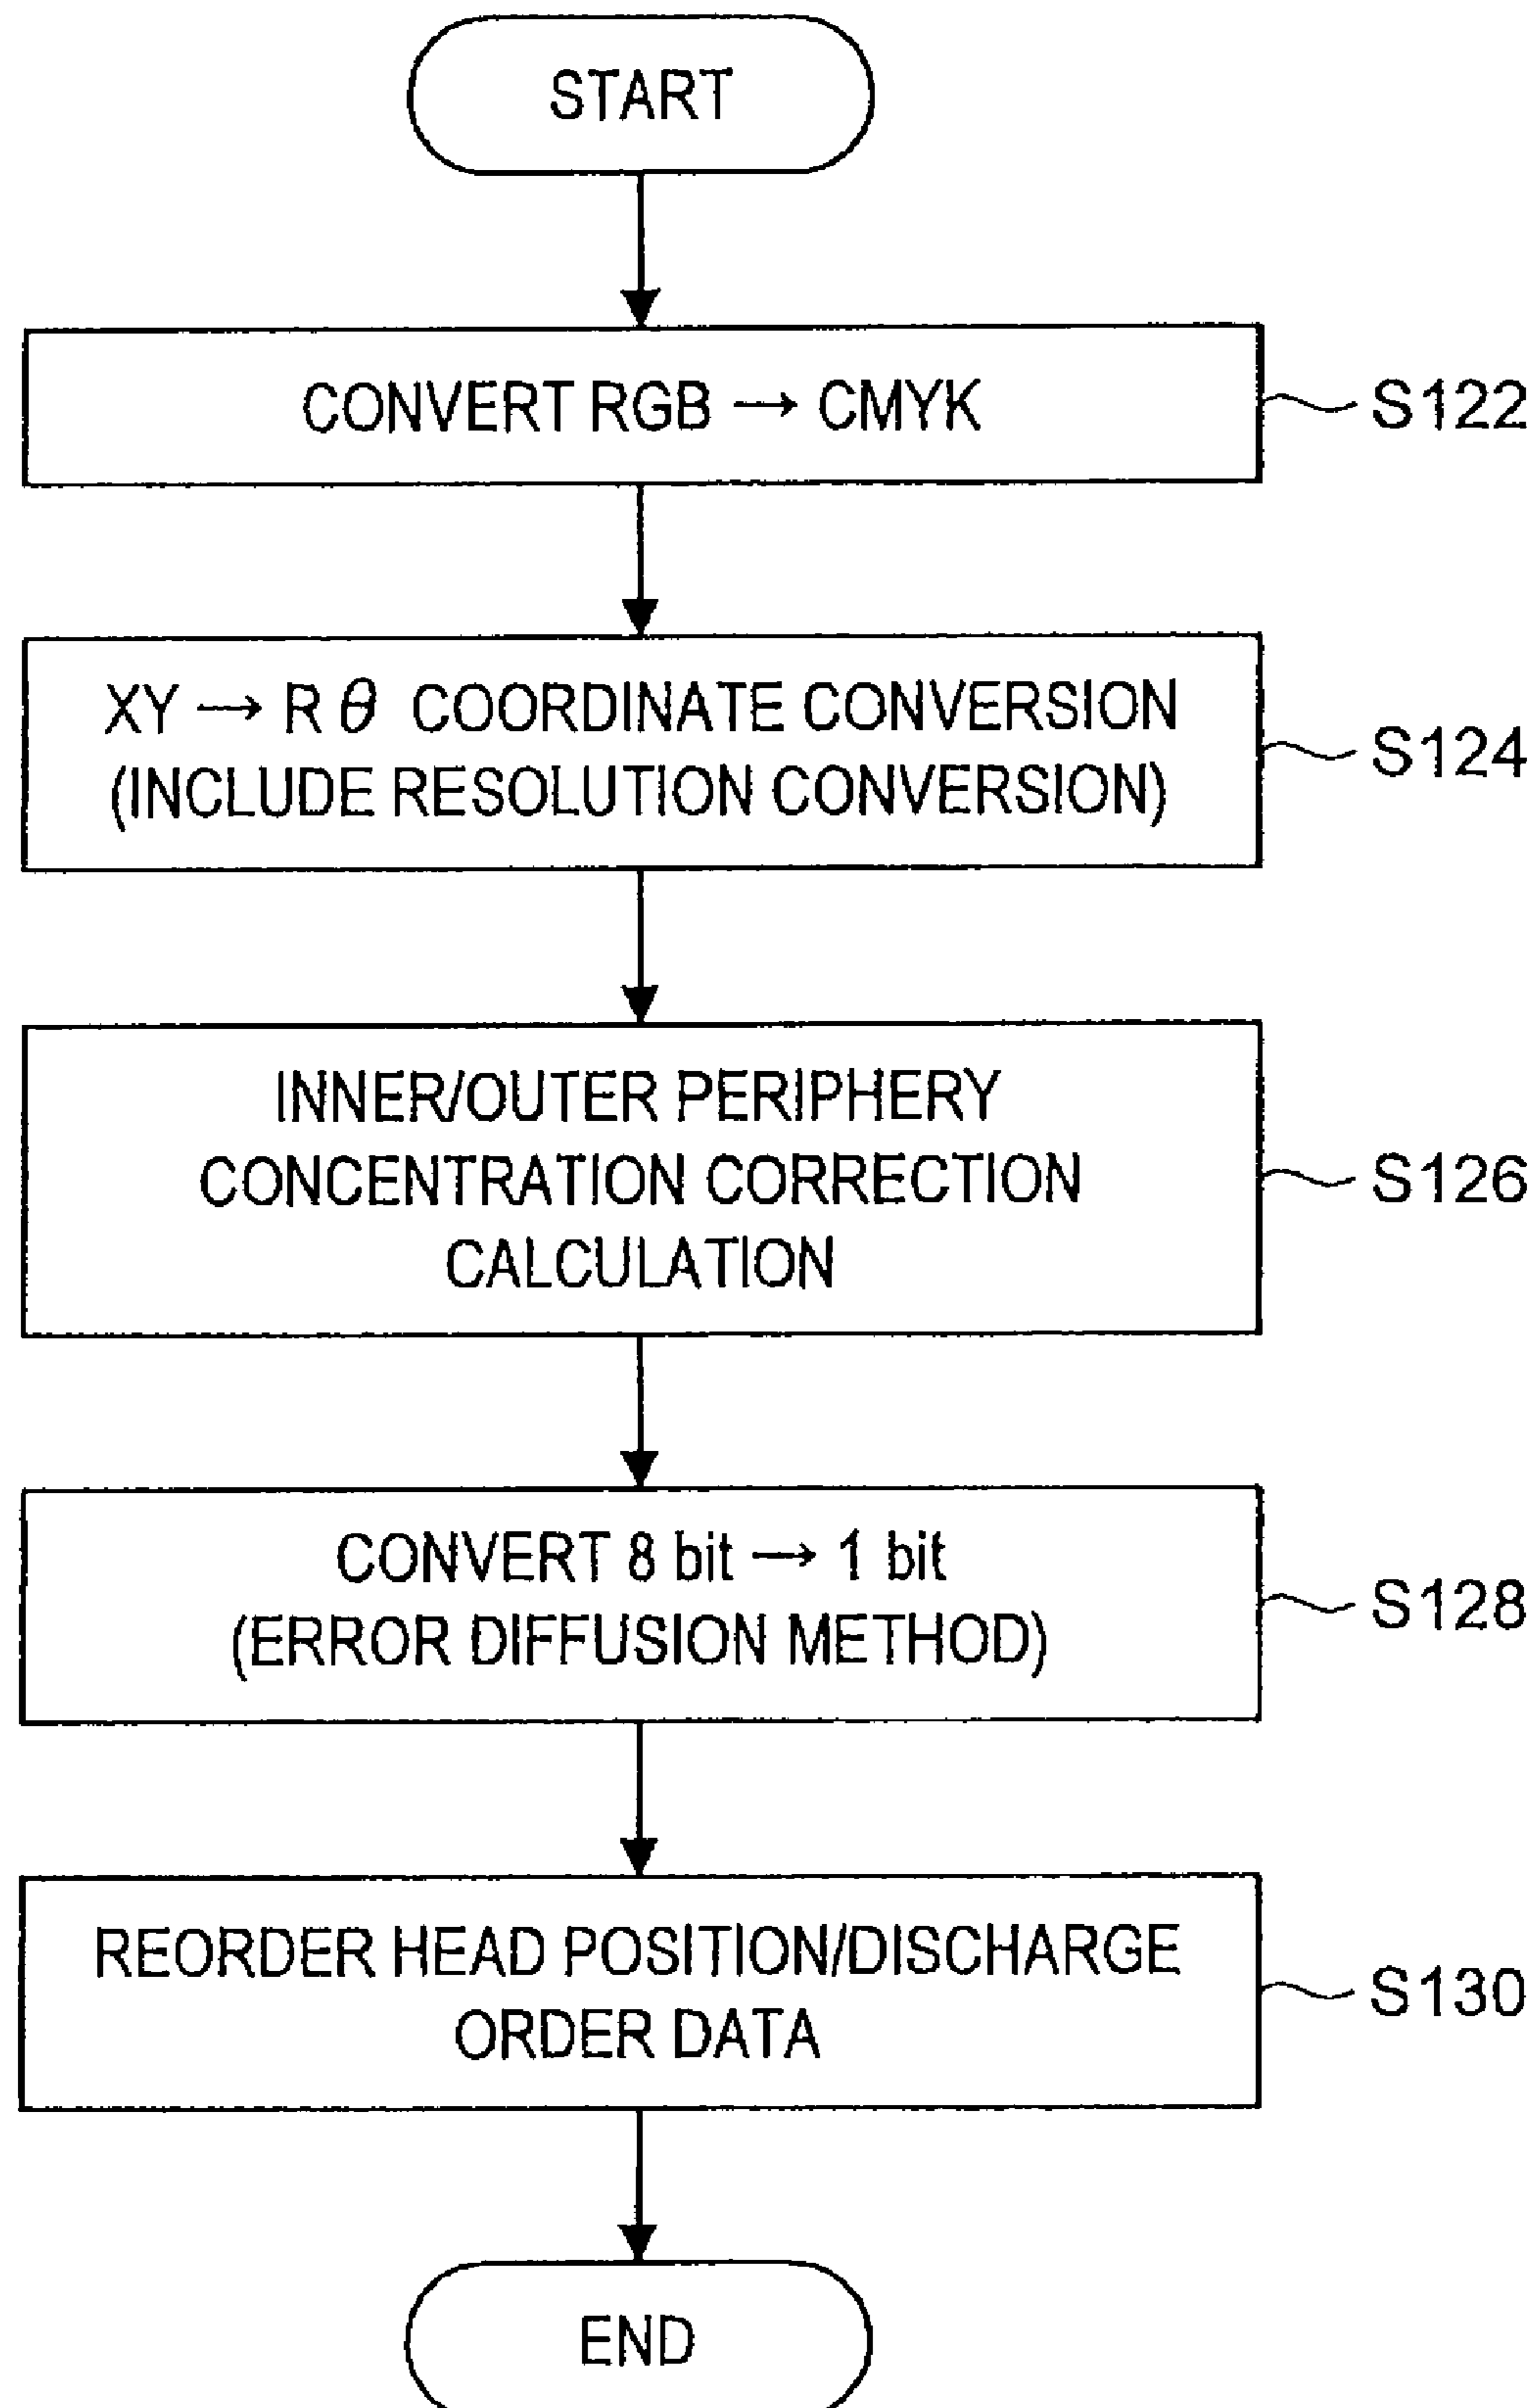 START
CONVERT RGB → CMYK
S122
XY → R θ COORDINATE CONVERSION
(INCLUDE RESOLUTION CONVERSION)
S124
INNER/OUTER PERIPHERY
CONCENTRATION CORRECTION
CALCULATION
S126
CONVERT 8 bit → 1 bit
(ERROR DIFFUSION METHOD)
S128
REORDER HEAD POSITION/DISCHARGE
ORDER DATA
S130
END